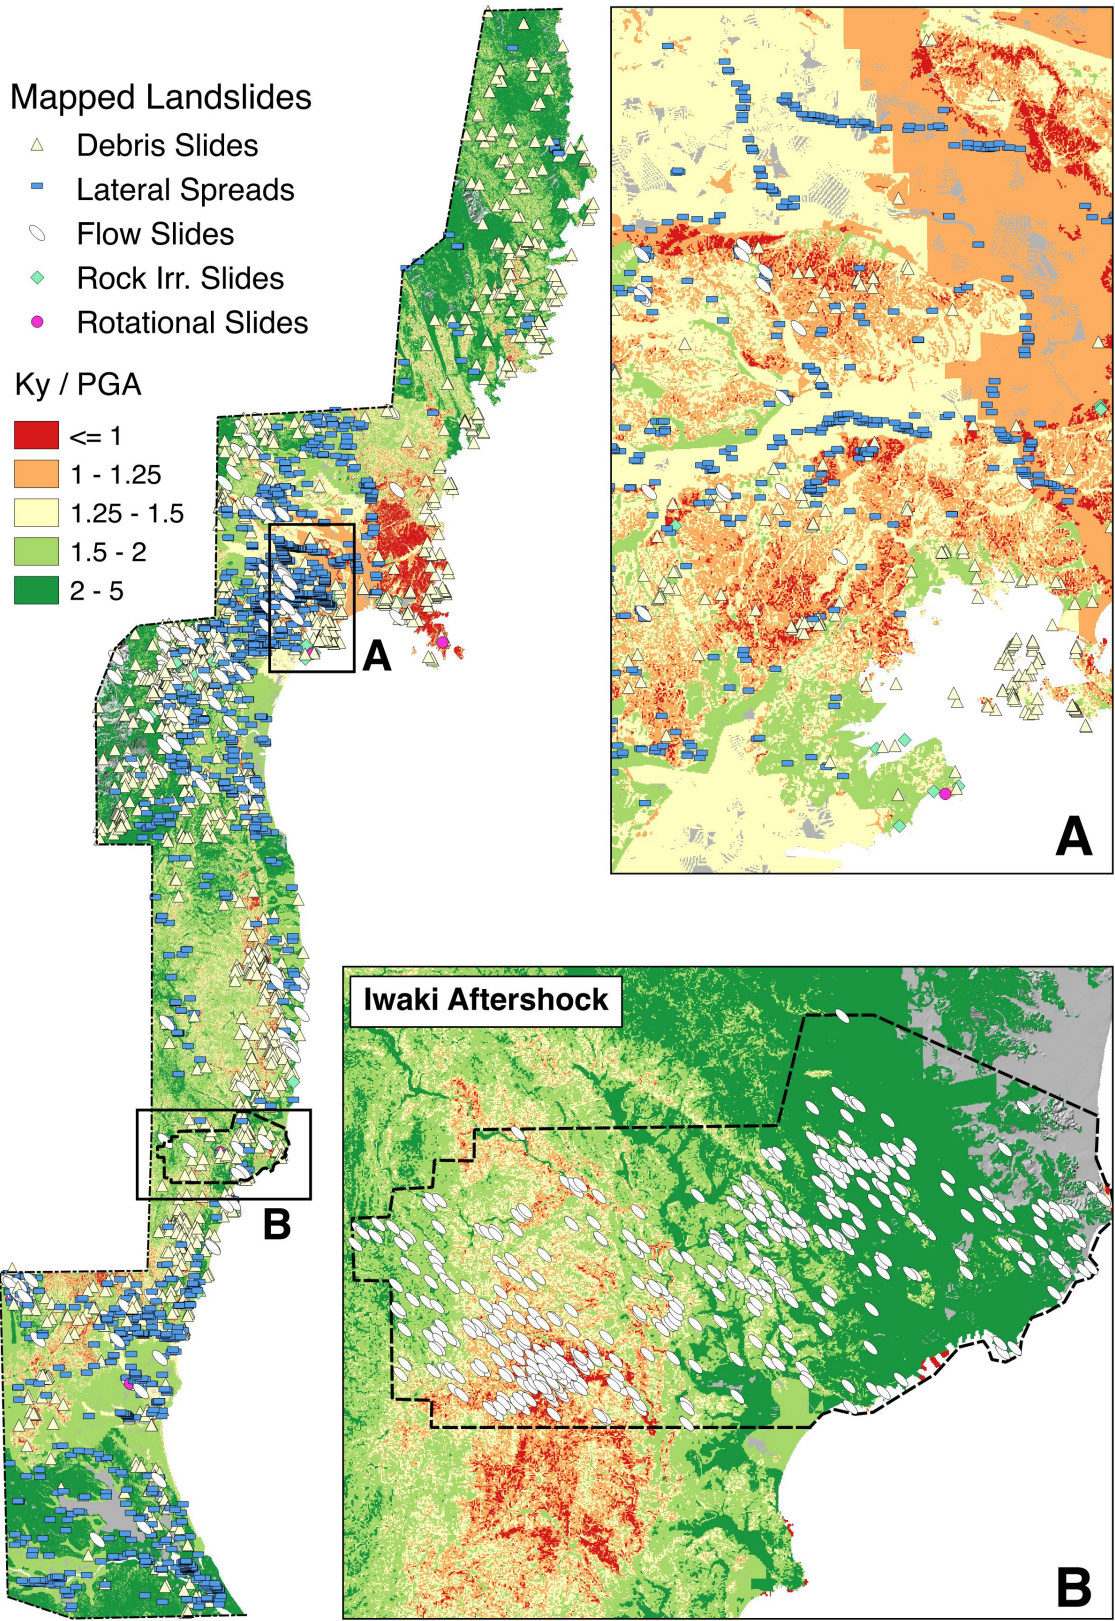 Mapped Landslides
Debris Slides
Lateral Spreads
Flow Slides
Rock Irr. Slides
Rotational Slides
Ky / PGA
<= 1
1 - 1.25
1.25 - 1.5
1.5 - 2
2 - 5
A
B
A
Iwaki Aftershock
B